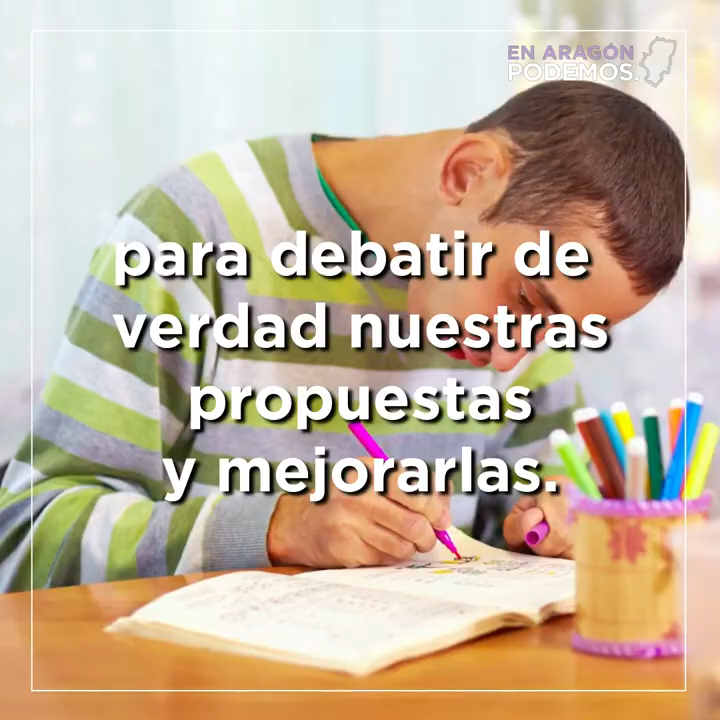 EN ARAGÓN
PODEMOS.
para debatir de
verdad nuestras
propuestas
y mejorarlas.